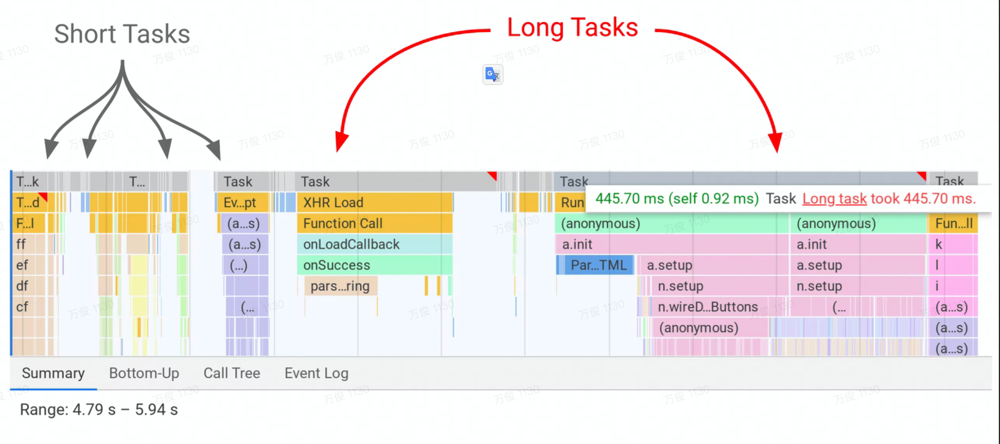 Short Tasks
Long Tasks
T...k
T...
Task
Task
Task
Task
T...d
Ev...pt
XHR Load
Run
445.70 ms (self 0.92 ms) Task Long task took 445.70 ms.
F...l
(a...s)
Function Call
(anonymous)
(anonymous)
Fun...ll
ff
(a...s)
onLoadCallback
a.init
a.init
k
ef
(...)
onSuccess
Par...TML
a.setup
a.setup
l
df
pars...ring
n.setup
n.setup
i
cf
(...
n.wireD...Buttons
(...
(a...s)
(anonymous)
(a...s)
(a...s)
Summary
Bottom-Up
Call Tree
Event Log
Range: 4.79 s – 5.94 s
万俊 1130